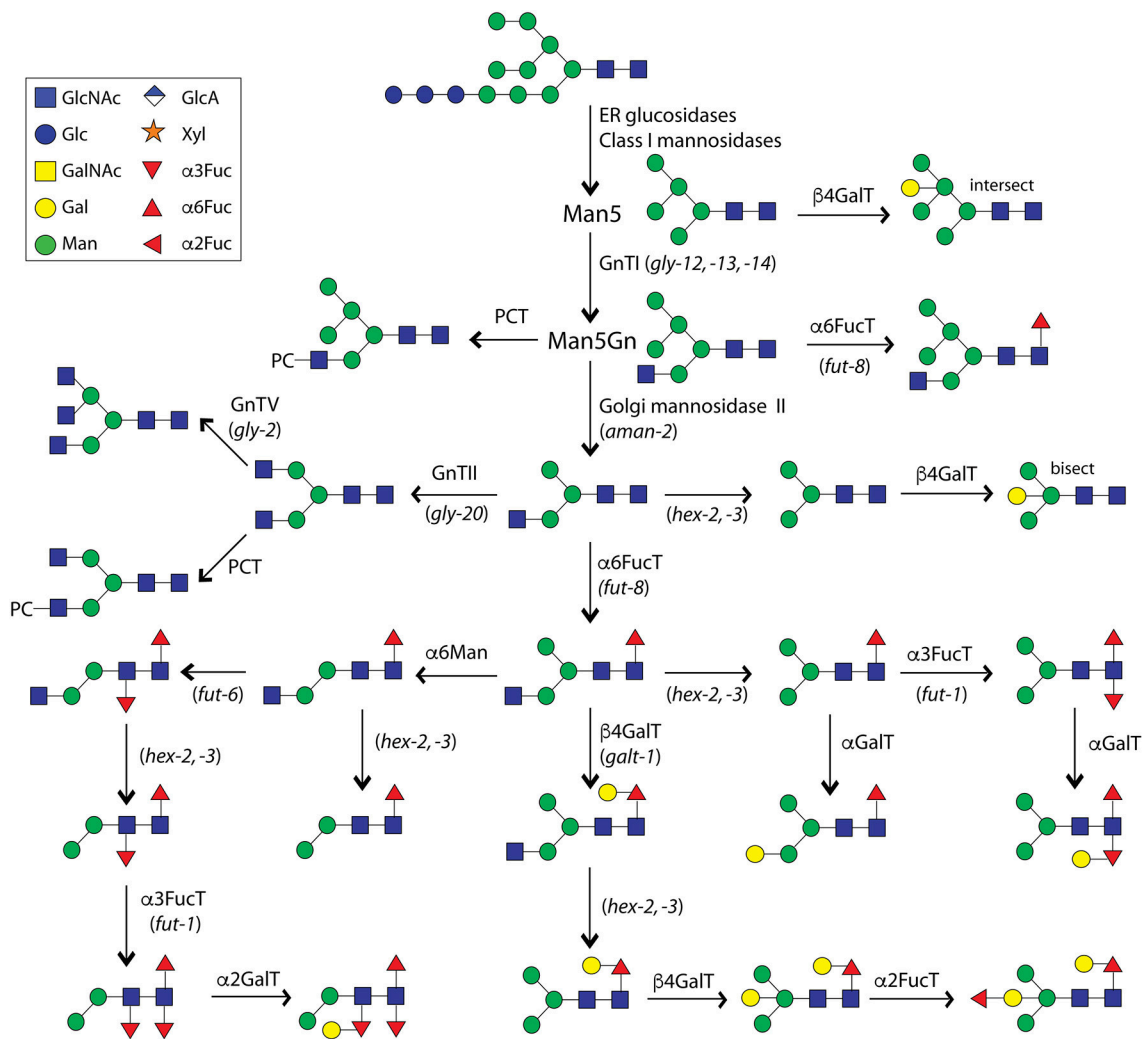 GlcNAc
GlcA
Glc
Xyl
GalNAc
α3Fuc
Gal
α6Fuc
Man
α2Fuc
ER glucosidases
Class I mannosidases
Man5
β4GalT
intersect
GnTI (gly-12, -13, -14)
PCT
PC
Man5Gn
α6FucT
(fut-8)
Golgi mannosidase II
(aman-2)
GnTV
(gly-2)
GnTII
(gly-20)
(hex-2, -3)
β4GalT
bisect
PCT
PC
α6FucT
(fut-8)
(fut-6)
α6Man
(hex-2, -3)
α3FucT
(fut-1)
(hex-2, -3)
(hex-2, -3)
β4GalT
(galt-1)
αGalT
αGalT
α3FucT
(fut-1)
(hex-2, -3)
α2GalT
β4GalT
α2FucT